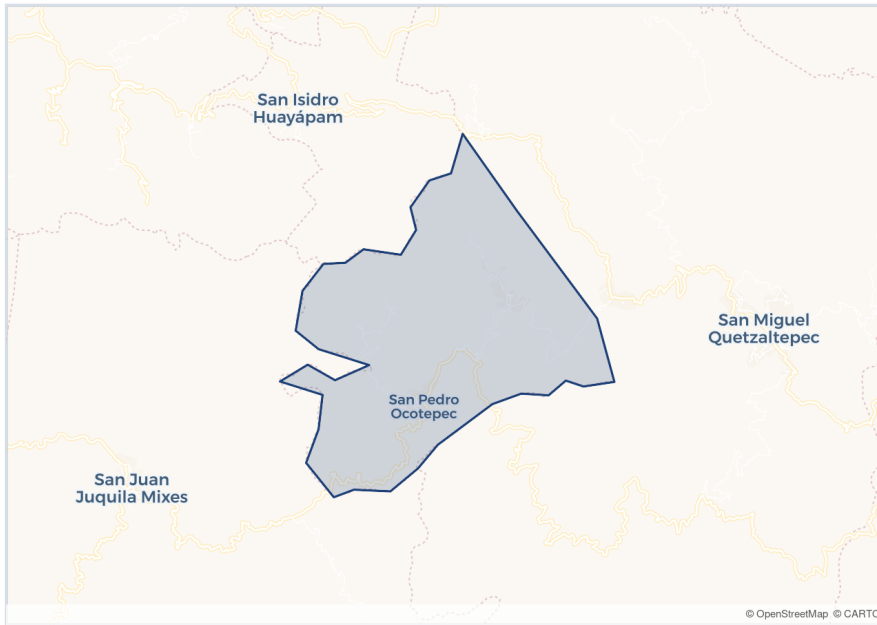 San Isidro
Huayápam
San Miguel
Quetzaltepec
San Pedro
Ocotepec
San Juan
Juquila Mixes
© OpenStreetMap © CARTO